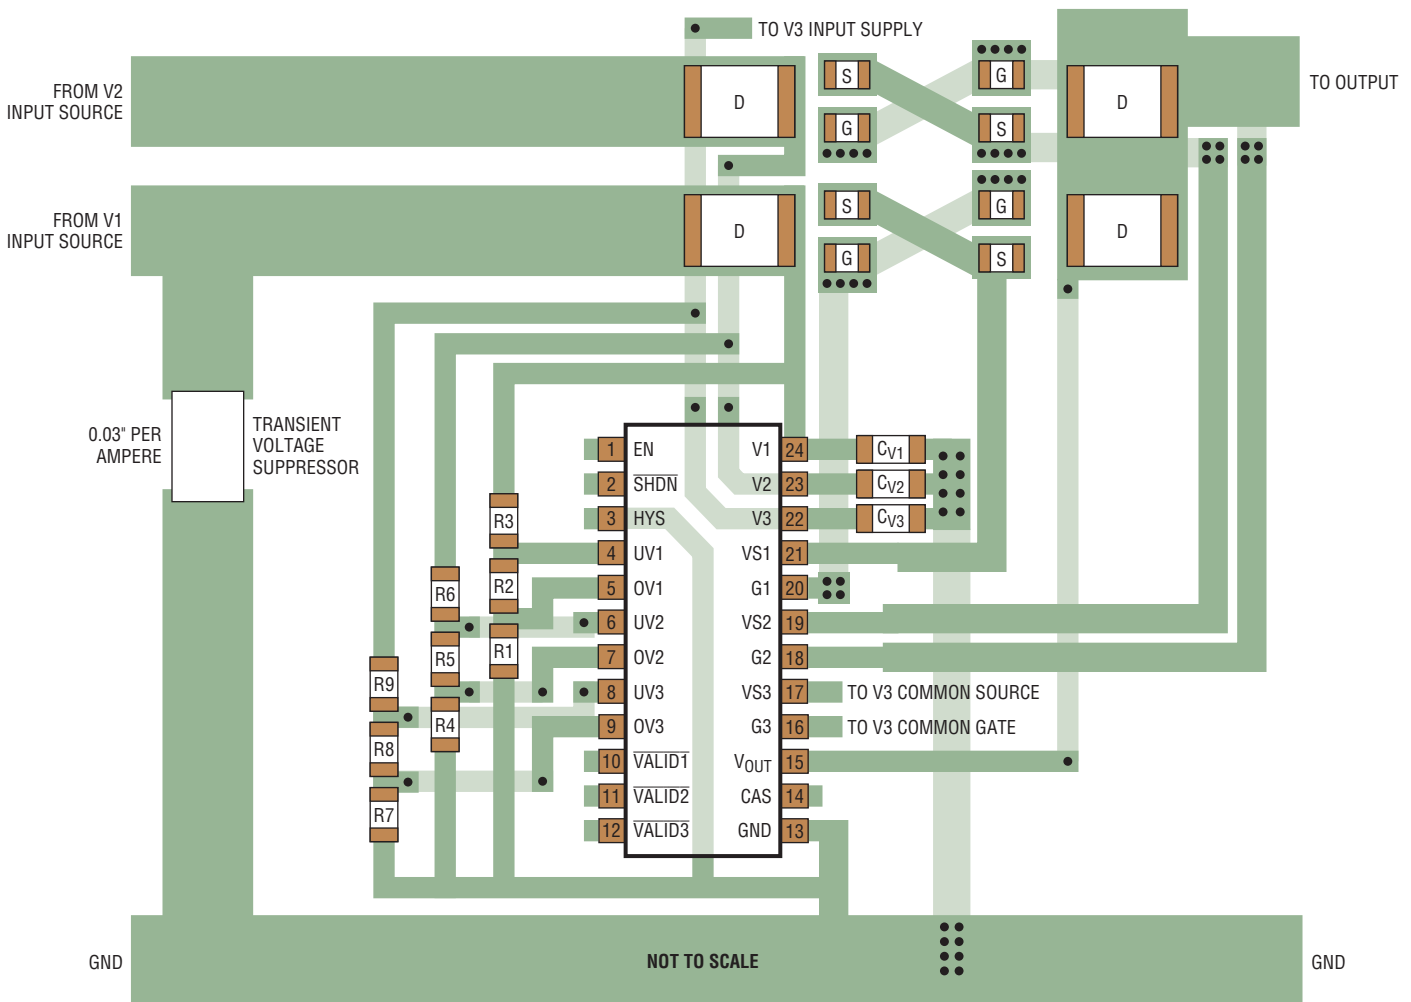 TO V3 INPUT SUPPLY
FROM V2
INPUT SOURCE
D
S
G
G
S
D
TO OUTPUT
FROM V1
INPUT SOURCE
D
S
G
G
S
D
0.03" PER
AMPERE
TRANSIENT
VOLTAGE
SUPPRESSOR
R3
R2
R1
R6
R5
R4
R9
R8
R7
1 EN
2 SHDN
3 HYS
4 UV1
5 OV1
6 UV2
7 OV2
8 UV3
9 OV3
10 VALID1
11 VALID2
12 VALID3
V1 24
V2 23
V3 22
VS1 21
G1 20
VS2 19
G2 18
VS3 17
G3 16
VOUT 15
CAS 14
GND 13
CV1
CV2
CV3
TO V3 COMMON SOURCE
TO V3 COMMON GATE
GND
NOT TO SCALE
GND